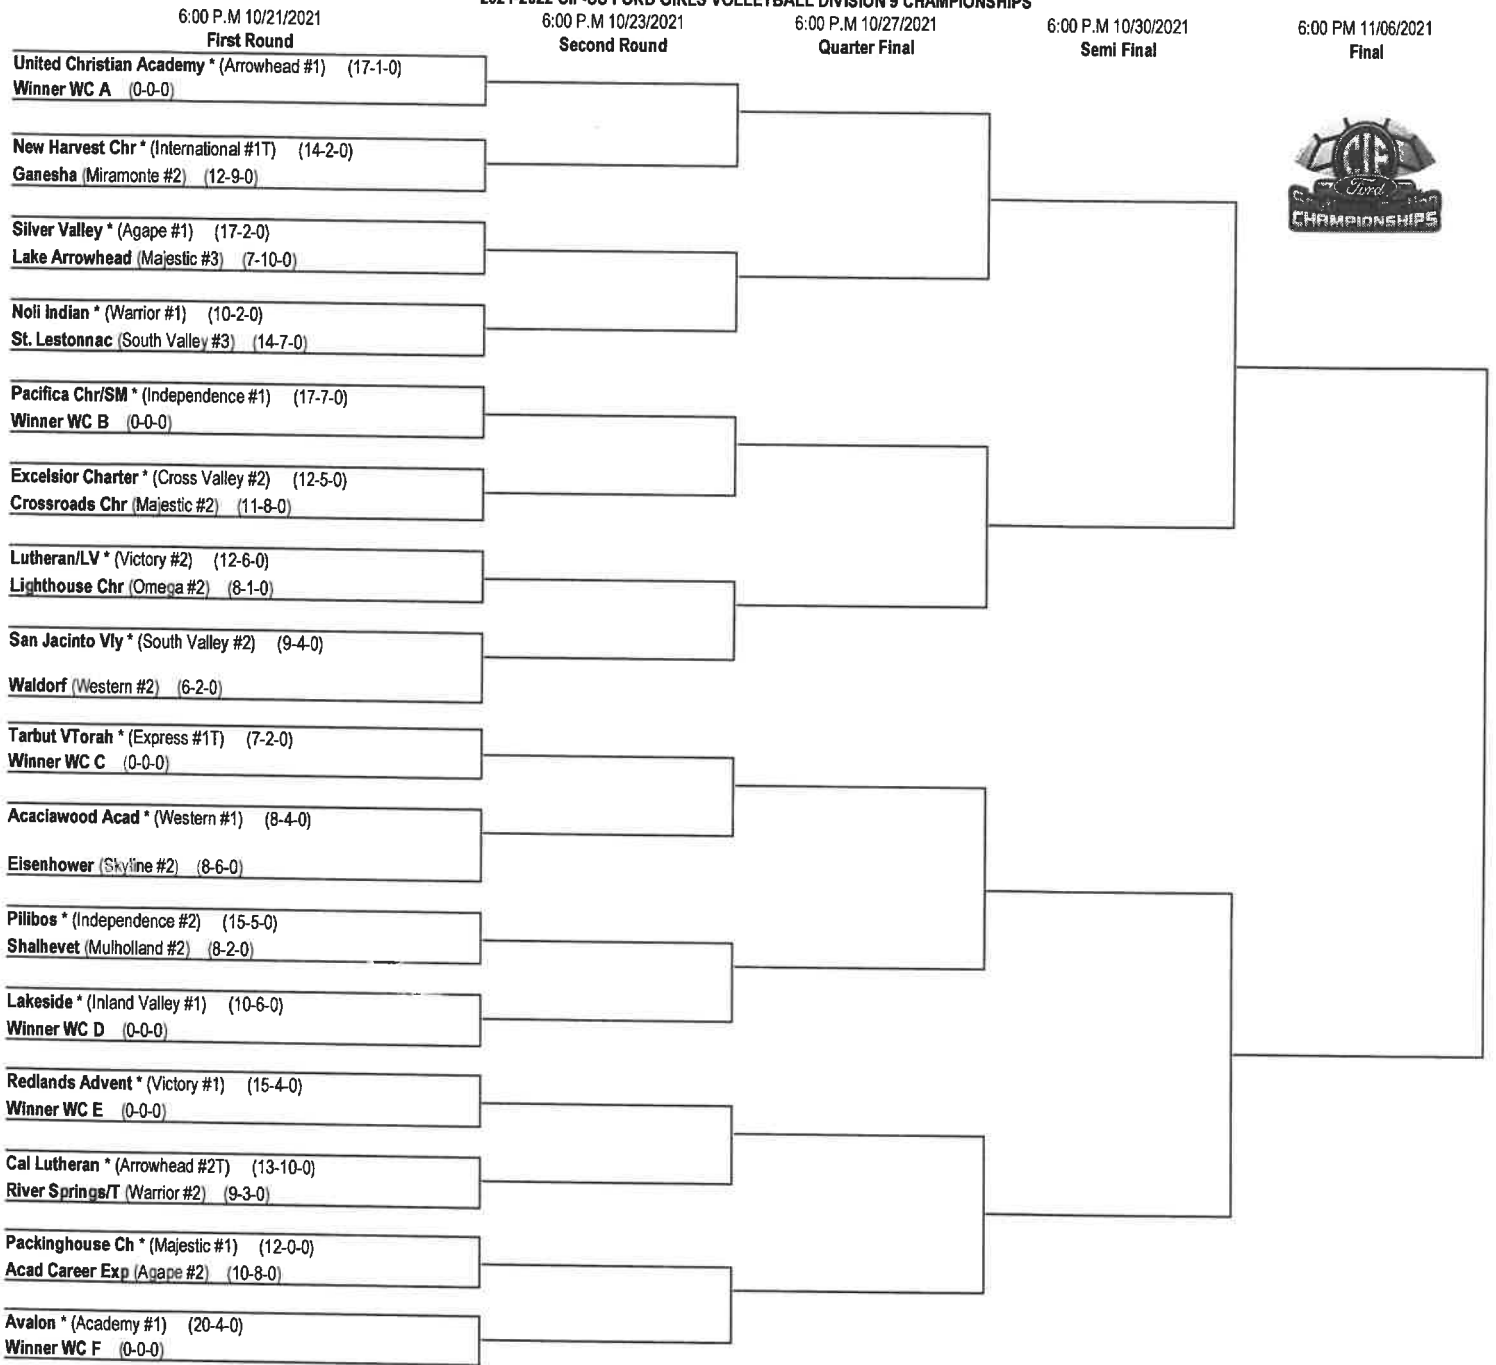 2021-2022 CIF-SS FORD GIRLS VOLLEYBALL DIVISION 9 CHAMPIONSHIPS
6:00 P.M 10/21/2021
First Round
6:00 P.M 10/23/2021
Second Round
6:00 P.M 10/27/2021
Quarter Final
6:00 P.M 10/30/2021
Semi Final
6:00 PM 11/06/2021
Final
United Christian Academy * (Arrowhead #1) (17-1-0)
Winner WC A (0-0-0)
New Harvest Chr * (International #1T) (14-2-0)
Ganesha (Miramonte #2) (12-9-0)
Silver Valley * (Agape #1) (17-2-0)
Lake Arrowhead (Majestic #3) (7-10-0)
Noli Indian * (Warrior #1) (10-2-0)
St. Lestonnac (South Valley #3) (14-7-0)
Pacifica Chr/SM * (Independence #1) (17-7-0)
Winner WC B (0-0-0)
Excelsior Charter * (Cross Valley #2) (12-5-0)
Crossroads Chr (Majestic #2) (11-8-0)
Lutheran/LV * (Victory #2) (12-6-0)
Lighthouse Chr (Omega #2) (8-1-0)
San Jacinto Vly * (South Valley #2) (9-4-0)
Waldorf (Western #2) (6-2-0)
Tarbut VTorah * (Express #1T) (7-2-0)
Winner WC C (0-0-0)
Acaciawood Acad * (Western #1) (8-4-0)
Eisenhower (Skyline #2) (8-6-0)
Pilibos * (Independence #2) (15-5-0)
Shalhevet (Mulholland #2) (8-2-0)
Lakeside * (Inland Valley #1) (10-6-0)
Winner WC D (0-0-0)
Redlands Advent * (Victory #1) (15-4-0)
Winner WC E (0-0-0)
Cal Lutheran * (Arrowhead #2T) (13-10-0)
River Springs/T (Warrior #2) (9-3-0)
Packinghouse Ch * (Majestic #1) (12-0-0)
Acad Career Exp (Agape #2) (10-8-0)
Avalon * (Academy #1) (20-4-0)
Winner WC F (0-0-0)
CIF
Ford
CHAMPIONSHIPS